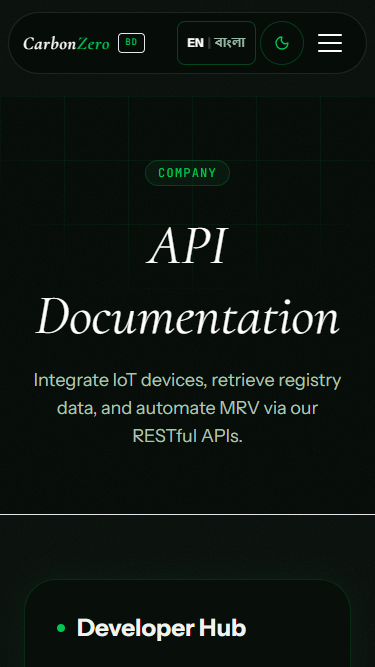 CarbonZero BD EN | বাংলা
COMPANY
API
Documentation
Integrate IoT devices, retrieve registry
data, and automate MRV via our
RESTful APIs.
Developer Hub